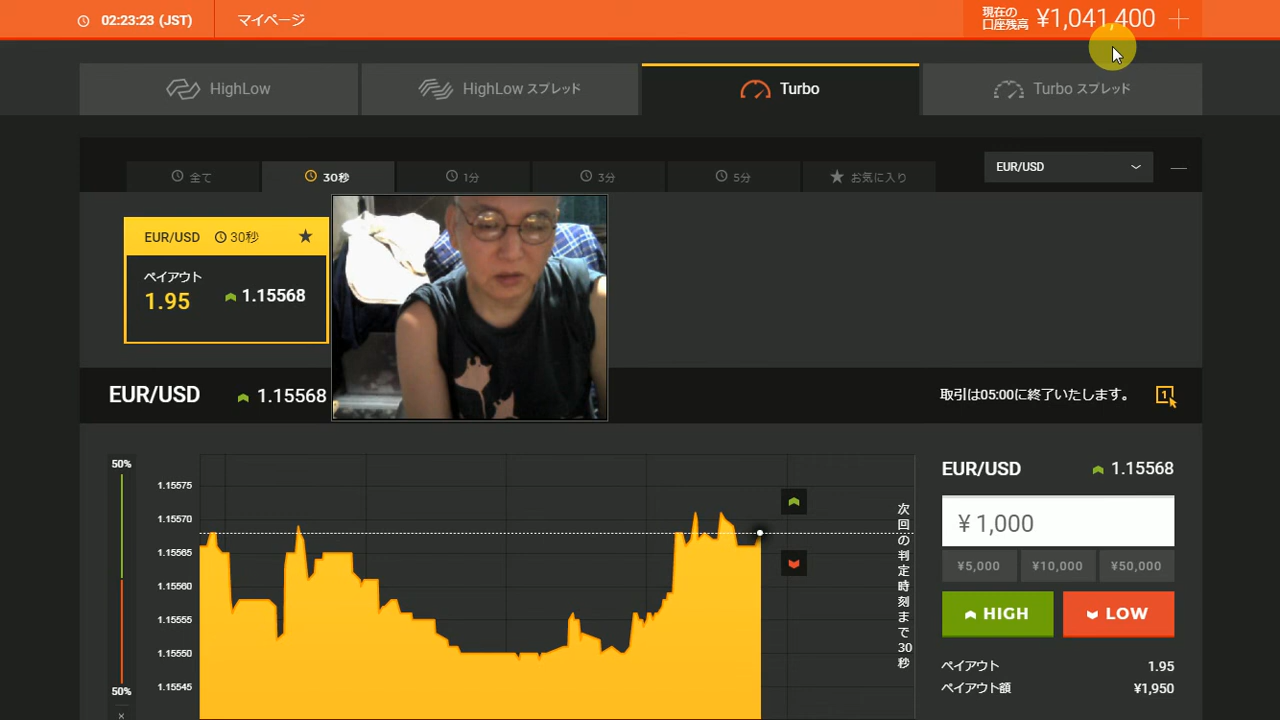 02:23:23 (JST)
マイページ
現在の
口座残高
¥1,041,400
HighLow
HighLow スプレッド
Turbo
Turbo スプレッド
全て
30秒
1分
3分
5分
お気に入り
EUR/USD
EUR/USD 30秒
ペイアウト
1.95
1.15568
EUR/USD
1.15568
取引は05:00に終了いたします。
1
50%
50%
1.15575
1.15570
1.15565
1.15560
1.15555
1.15550
1.15545
次回の判定時刻まで30秒
EUR/USD
1.15568
¥ 1,000
¥5,000
¥10,000
¥50,000
HIGH
LOW
ペイアウト
1.95
ペイアウト額
¥1,950